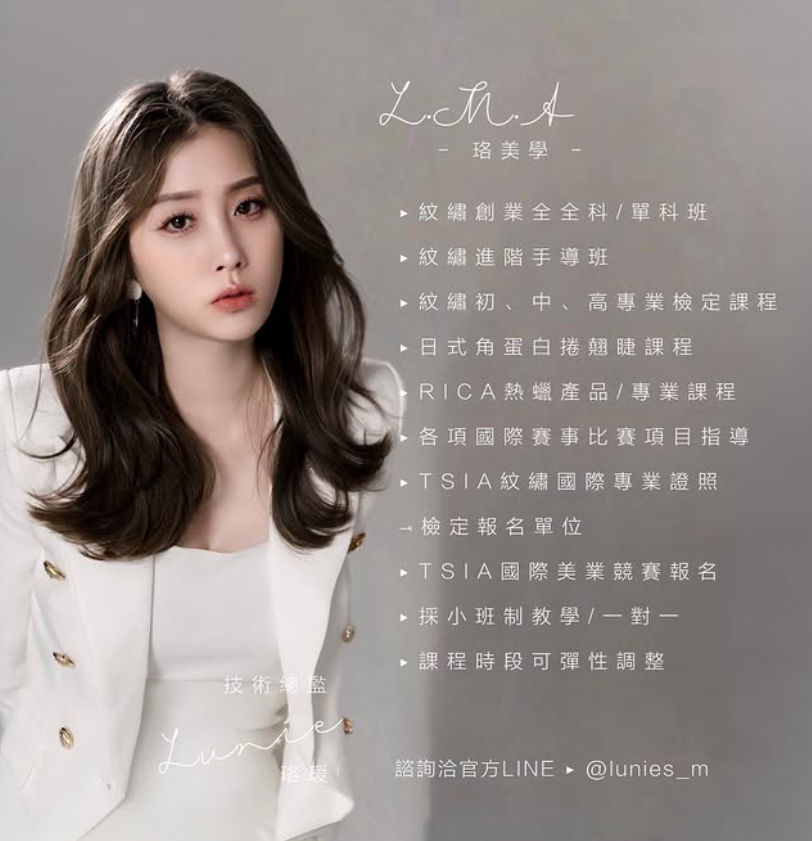 L.M.A
- 珞美學 -
▸紋繡創業全全科/單科班
▸紋繡進階手導班
▸紋繡初、中、高專業檢定課程
▸日式角蛋白捲翹睫課程
▸RICA熱蠟產品/專業課程
▸各項國際賽事比賽項目指導
▸TSIA紋繡國際專業證照
→檢定報名單位
▸TSIA國際美業競賽報名
▸採小班制教學/一對一
▸課程時段可彈性調整
技術總監
Lunie
珞瑗
諮詢洽官方LINE ▸ @lunies_m